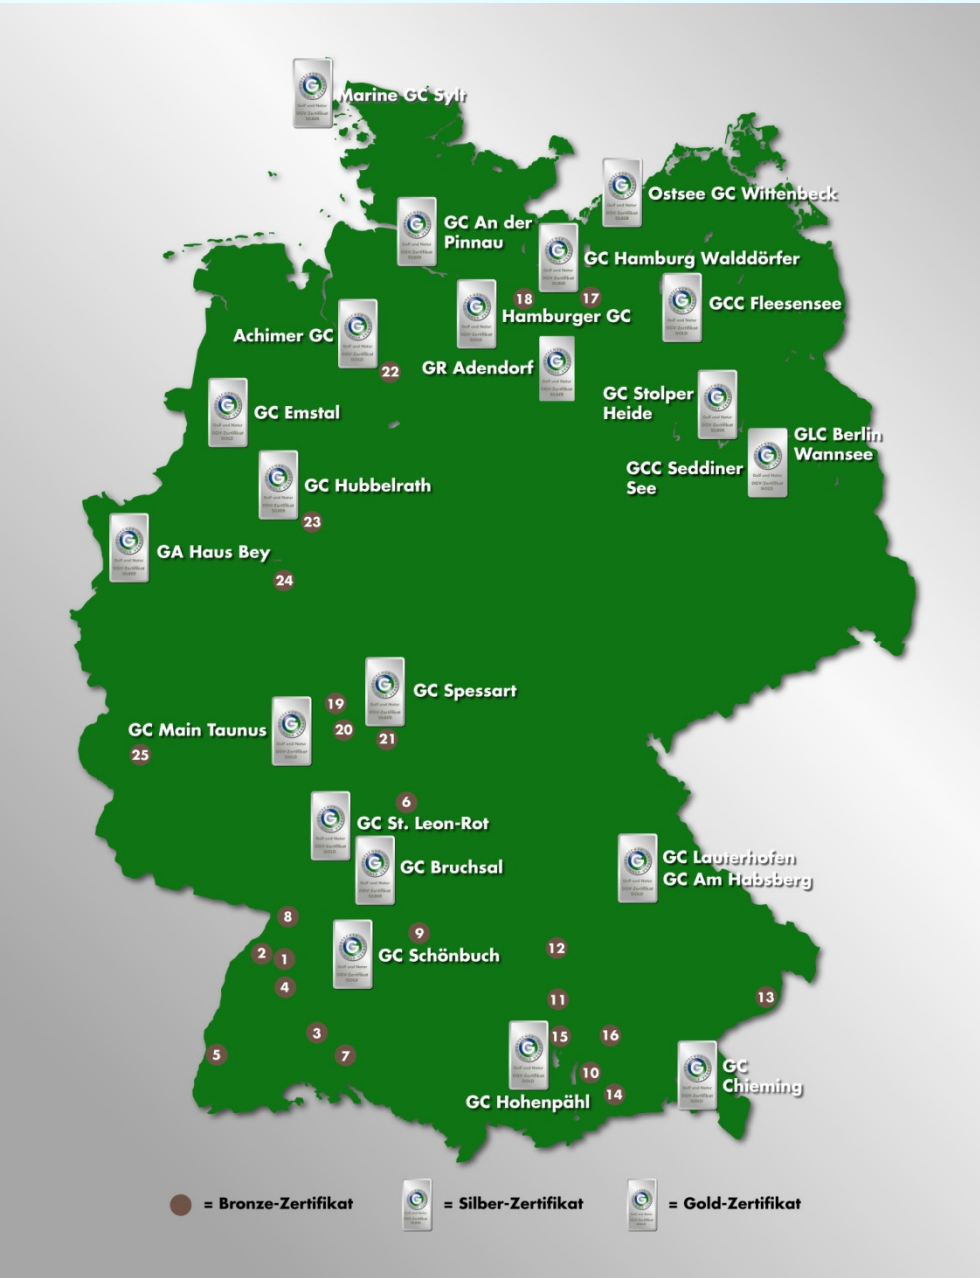 Marine GC Sylt
Ostsee GC Wittenbeck
GC An der
Pinnau
GC Hamburg Walddörfer
18
17
GCC Fleesensee
Hamburger GC
Achimer GC
GR Adendorf
22
GC Stolper
Heide
GC Emstal
GLC Berlin
Wannsee
GCC Seddiner
See
GC Hubbelrath
23
GA Haus Bey
24
GC Spessart
19
GC Main Taunus
20
21
25
6
GC St. Leon-Rot
GC Bruchsal
GC Lauterhofen
GC Am Habsberg
8
9
12
2
1
GC Schönbuch
4
11
13
3
15
16
5
7
10
GC
Chieming
14
GC Hohenpähl
= Bronze-Zertifikat
= Silber-Zertifikat
= Gold-Zertifikat